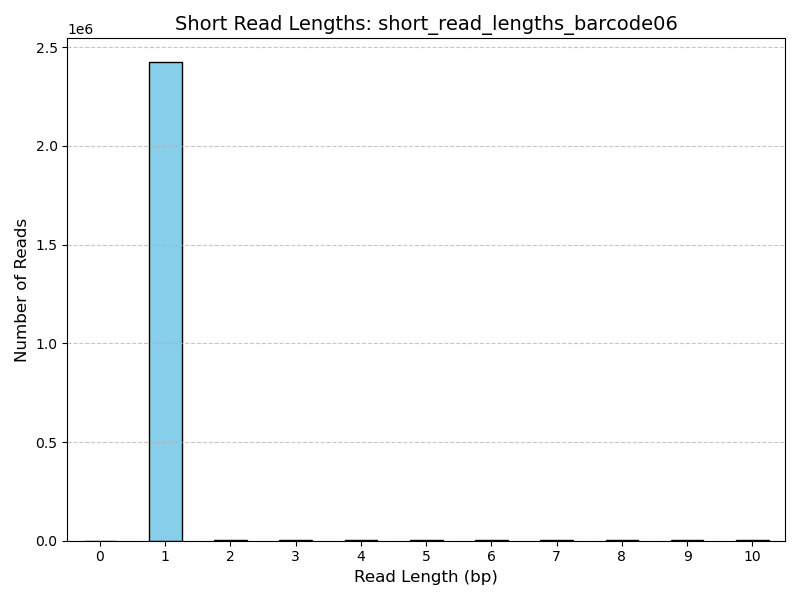 Short Read Lengths: short_read_lengths_barcode06
1e6
2.5
2.0
1.5
1.0
0.5
0.0
Number of Reads
0 1 2 3 4 5 6 7 8 9 10
Read Length (bp)